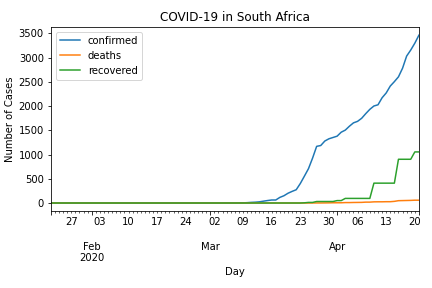 COVID-19 in South Africa
confirmed
deaths
recovered
Number of Cases
3500
3000
2500
2000
1500
1000
500
0
27 03 10 17 24 02 09 16 23 30 06 13 20
Feb Mar Apr
2020
Day